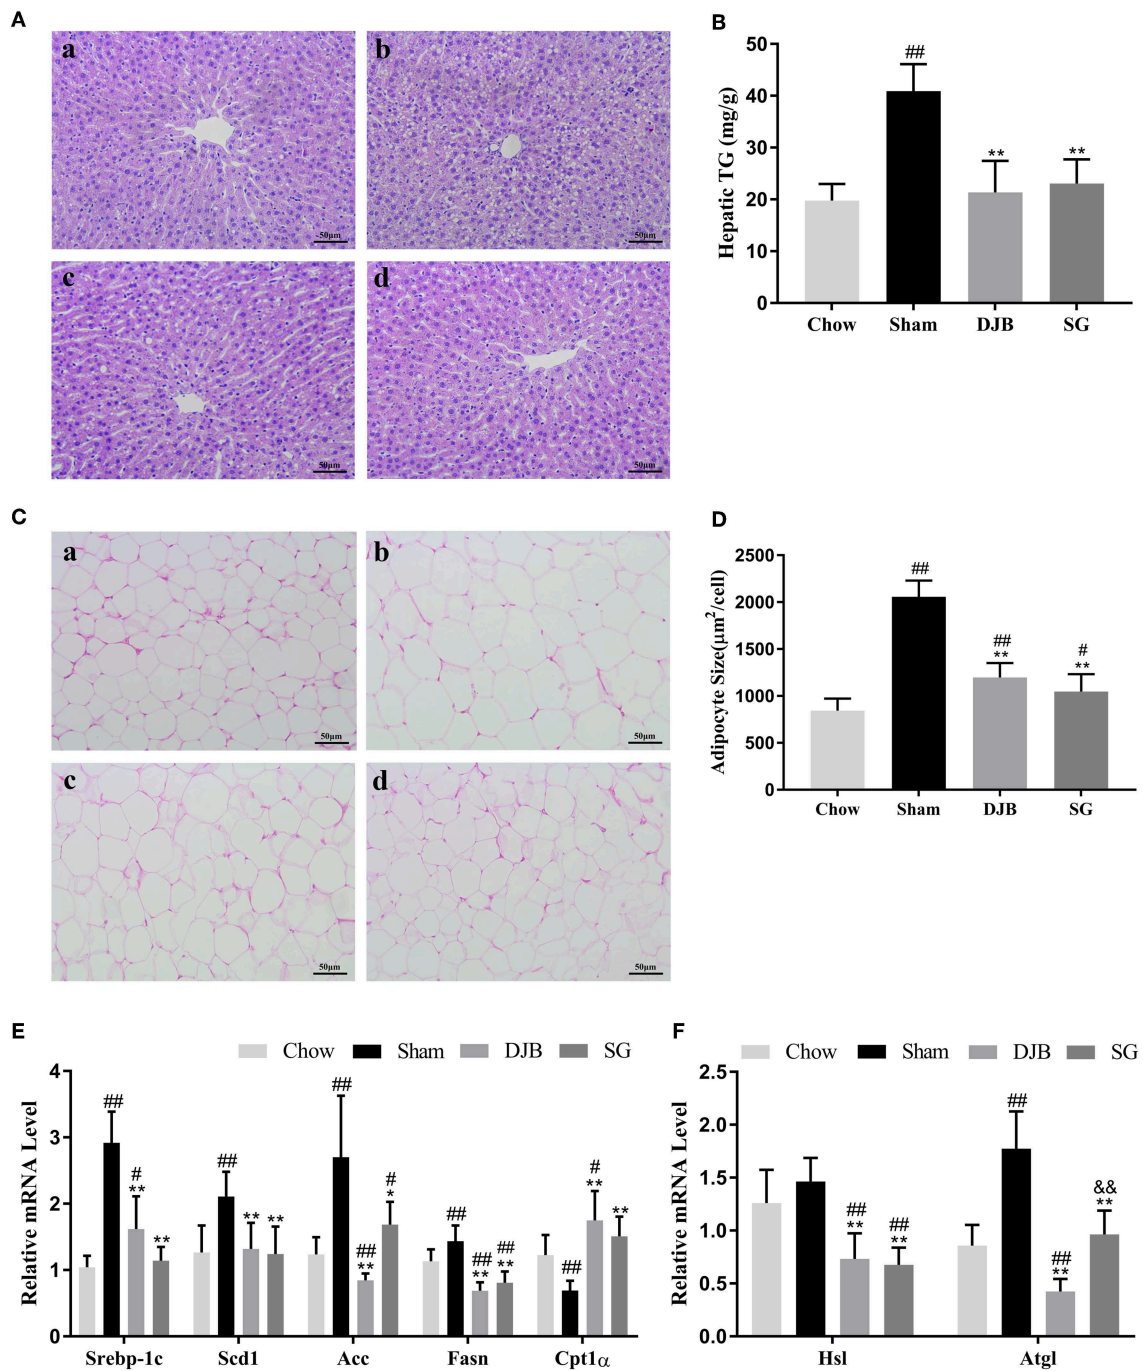 A
a
b
50μm
50μm
c
d
50μm
50μm
B
Hepatic TG (mg/g)
50
40
30
20
10
0
##
**
**
Chow Sham DJB SG
C
a
b
50μm
50μm
c
d
50μm
50μm
D
Adipocyte Size(μm²/cell)
2500
2000
1500
1000
500
0
##
##
**
#
**
Chow Sham DJB SG
E
Chow Sham DJB SG
Relative mRNA Level
4
3
2
1
0
##
#
**
**
##
**
**
##
##
**
#
*
##
##
**
##
**
##
#
**
**
Srebp-1c Scd1 Acc Fasn Cpt1α
F
Chow Sham DJB SG
Relative mRNA Level
2.5
2.0
1.5
1.0
0.5
0.0
##
**
##
**
##
##
**
&&
**
Hsl Atgl